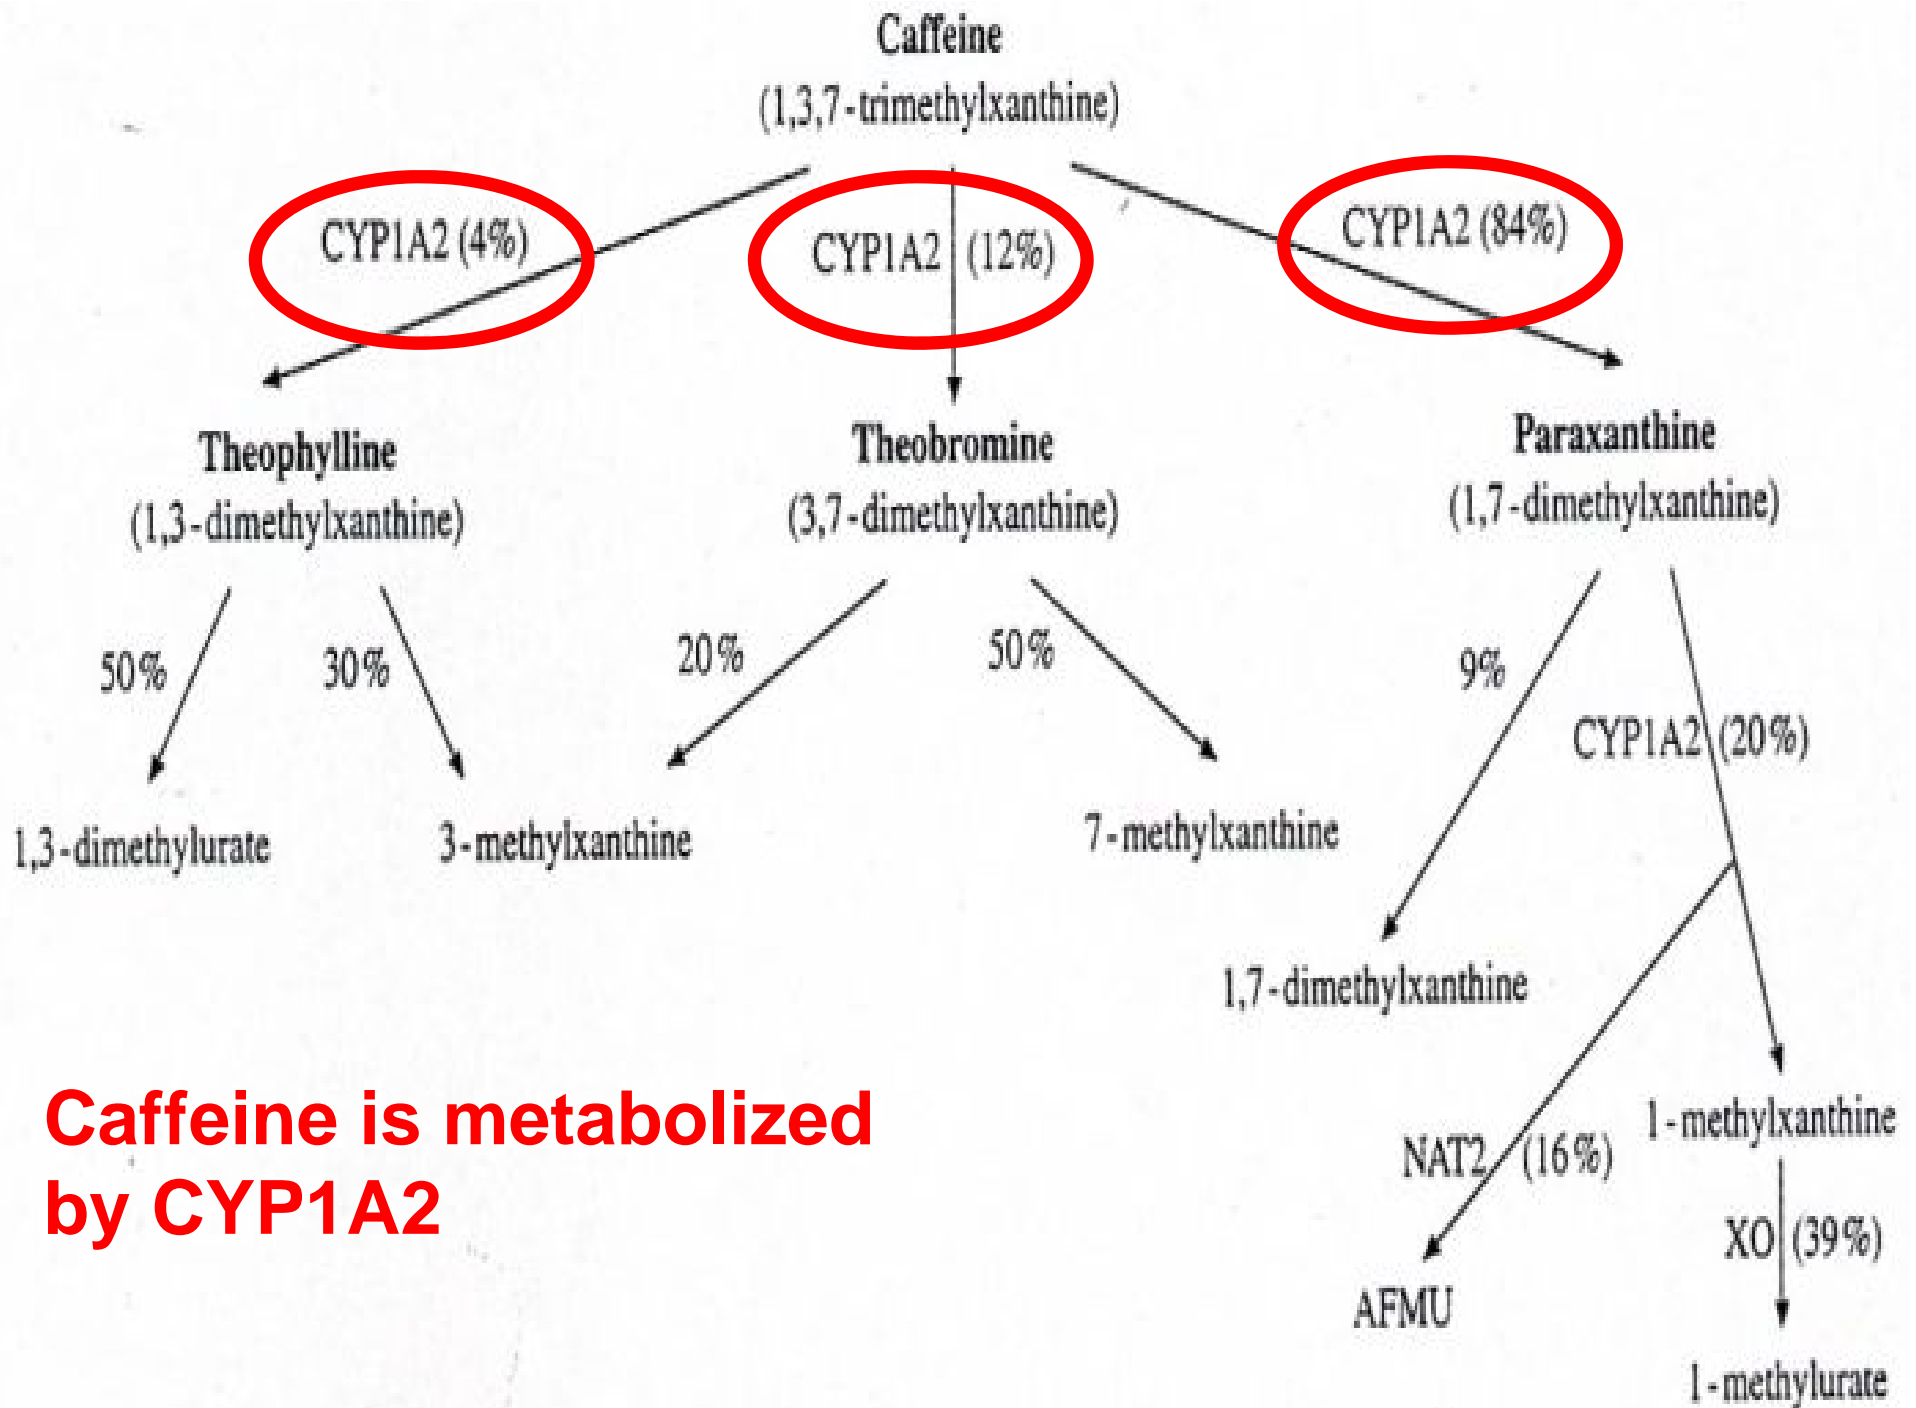 Caffeine
(1,3,7-trimethylxanthine)
CYP1A2 (4%)
CYP1A2 (12%)
CYP1A2 (84%)
Theophylline
(1,3-dimethylxanthine)
Theobromine
(3,7-dimethylxanthine)
Paraxanthine
(1,7-dimethylxanthine)
50%
30%
20%
50%
9%
CYP1A2 (20%)
1,3-dimethylurate
3-methylxanthine
7-methylxanthine
1,7-dimethylxanthine
Caffeine is metabolized
by CYP1A2
NAT2 (16%)
1-methylxanthine
XO (39%)
AFMU
1-methylurate